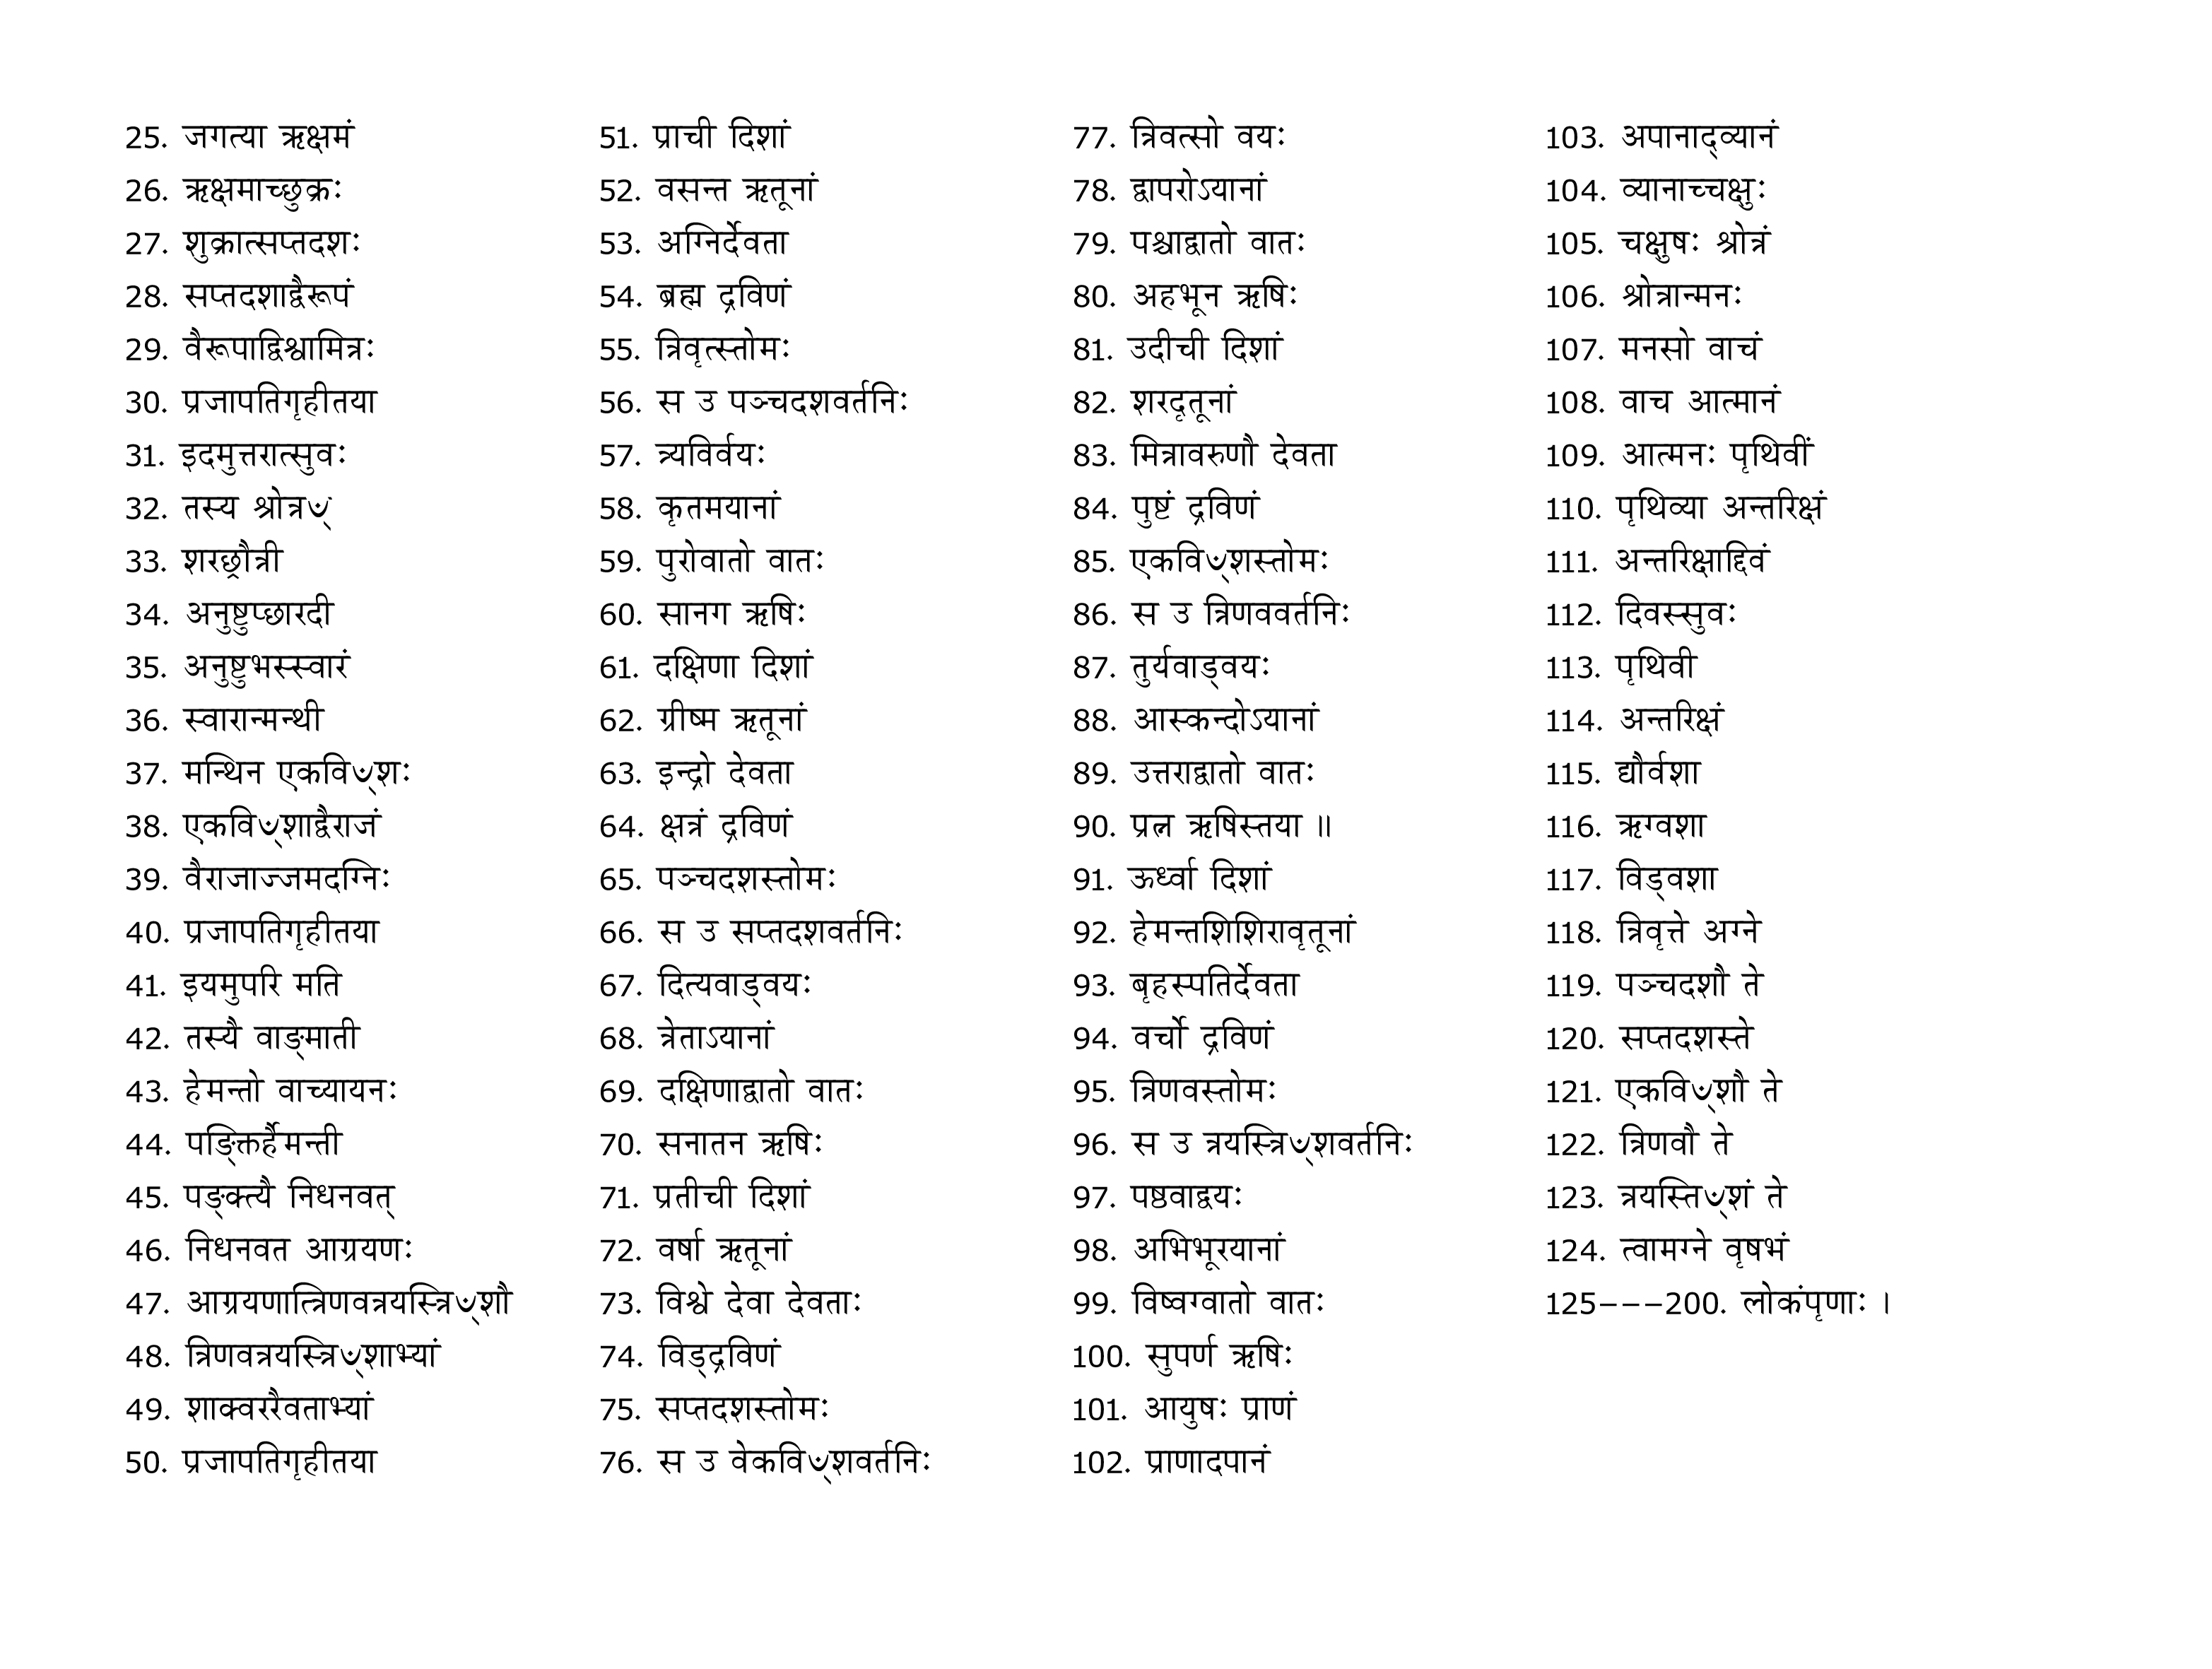 25. जगत्या ऋक्षमं
26. ऋक्षमाच्छुक्रः
27. शुक्रात्सप्तदशः
28. सप्तदशाद्वैरूपं
29. वैरूपाद्विश्वामित्रः
30. प्रजापतिगृहीतया
31. इदमुत्तरात्सुवः
32. तस्य श्रोत्रꣳ
33. शरछ्रौत्री
34. अनुष्टुप्छारदी
35. अनुष्टुभस्स्वारं
36. स्वारान्मन्थी
37. मन्थिन एकविꣳशः
38. एकविꣳशाद्वैराजं
39. वैराजाज्जमदग्निः
40. प्रजापतिगृहीतया
41. इयमुपरि मति
42. तस्यै वाङ्माती
43. हेमन्तो वाच्यायनः
44. पङ्क्तिर्हैमन्ती
45. पङ्क्त्यै निधनवत्
46. निधनवत आग्रयणः
47. आग्रयणात्त्रिणवत्रयस्त्रिꣳशौ
48. त्रिणवत्रयस्त्रिꣳशाभ्यां
49. शाक्वररैवताभ्यां
50. प्रजापतिगृहीतया
51. प्राची दिशां
52. वसन्त ऋतूनां
53. अग्निर्देवता
54. ब्रह्म द्रविणं
55. त्रिवृत्स्तोमः
56. स उ पञ्चदशवर्तनिः
57. त्र्यविर्वयः
58. कृतमयानां
59. पुरोवातो वातः
60. सानग ऋषिः
61. दक्षिणा दिशां
62. ग्रीष्म ऋतूनां
63. इन्द्रो देवता
64. क्षत्रं द्रविणं
65. पञ्चदशस्तोमः
66. स उ सप्तदशवर्तनिः
67. दित्यवाड्वयः
68. त्रेताऽयानां
69. दक्षिणाद्वातो वातः
70. सनातन ऋषिः
71. प्रतीची दिशां
72. वर्षा ऋतूनां
73. विश्वे देवा देवताः
74. विड्द्रविणं
75. सप्तदशस्तोमः
76. स उ वेकविꣳशवर्तनिः
77. त्रिवत्सो वयः
78. द्वापरोऽयानां
79. पश्चाद्वातो वातः
80. अहभून ऋषिः
81. उदीची दिशां
82. शरदृतूनां
83. मित्रावरुणौ देवता
84. पुष्टं द्रविणं
85. एकविꣳशस्तोमः
86. स उ त्रिणववर्तनिः
87. तुर्यवाड्वयः
88. आस्कन्दोऽयानां
89. उत्तराद्वातो वातः
90. प्रत्न ऋषिस्तया ॥
91. ऊर्ध्वा दिशां
92. हेमन्तशिशिरावृतूनां
93. बृहस्पतिर्देवता
94. वर्चो द्रविणं
95. त्रिणवस्तोमः
96. स उ त्रयस्त्रिꣳशवर्तनिः
97. पष्ठवाद्वयः
98. अभिभूरयानां
99. विष्वग्वातो वातः
100. सुपर्ण ऋषिः
101. आयुषः प्राणं
102. प्राणादपानं
103. अपानाद्व्यानं
104. व्यानाच्चक्षुः
105. चक्षुषः श्रोत्रं
106. श्रोत्रान्मनः
107. मनसो वाचं
108. वाच आत्मानं
109. आत्मनः पृथिवीं
110. पृथिव्या अन्तरिक्षं
111. अन्तरिक्षाद्दिवं
112. दिवस्सुवः
113. पृथिवी
114. अन्तरिक्षं
115. द्यौर्वशा
116. ऋग्वशा
117. विड्वशा
118. त्रिवृत्ते अग्ने
119. पञ्चदशौ ते
120. सप्तदशस्ते
121. एकविꣳशौ ते
122. त्रिणवौ ते
123. त्रयस्तिꣳशं ते
124. त्वामग्ने वृषभं
125---200. लोकंपृणाः ।